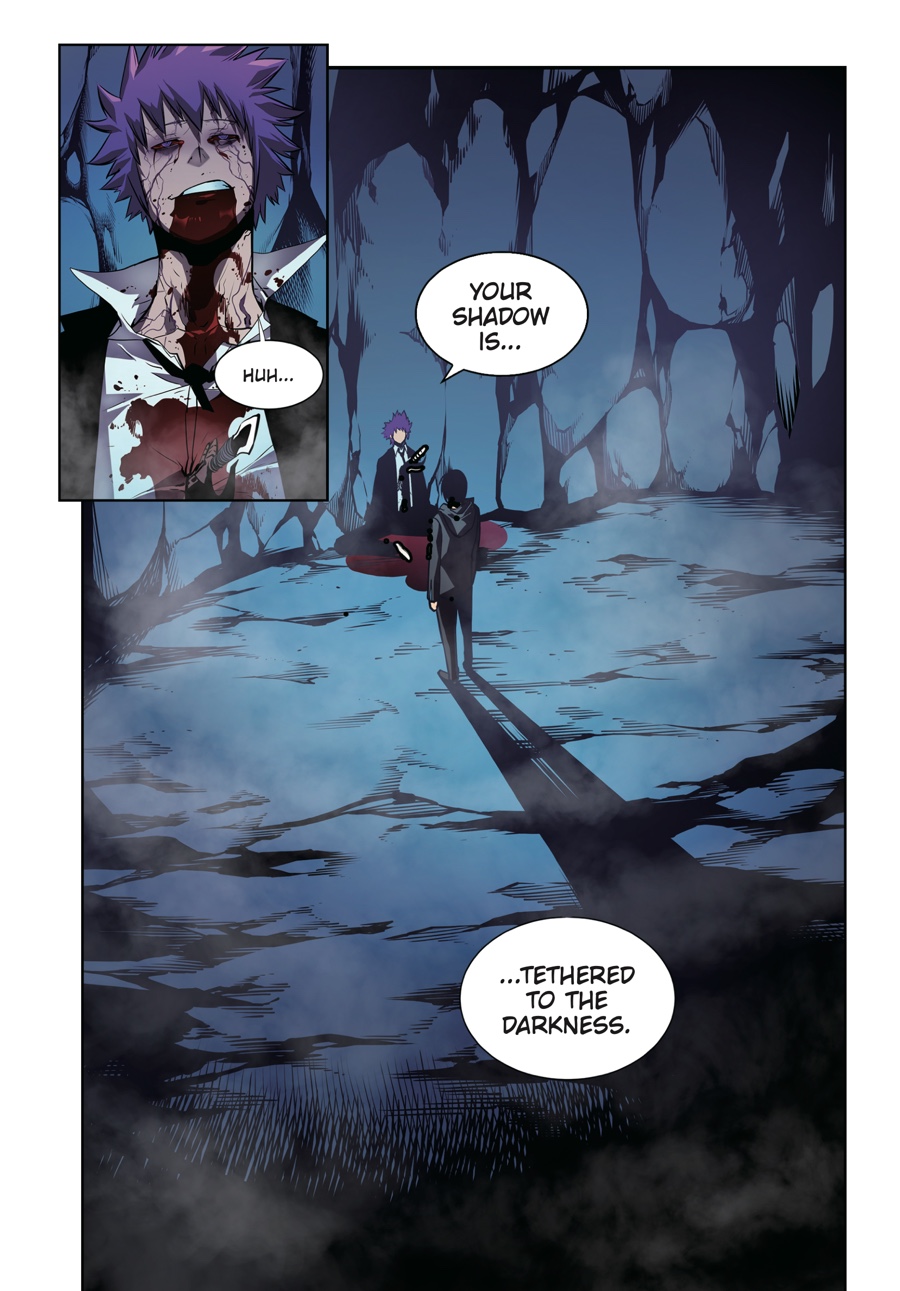 HUH...
YOUR
SHADOW
IS...
...TETHERED
TO THE
DARKNESS.